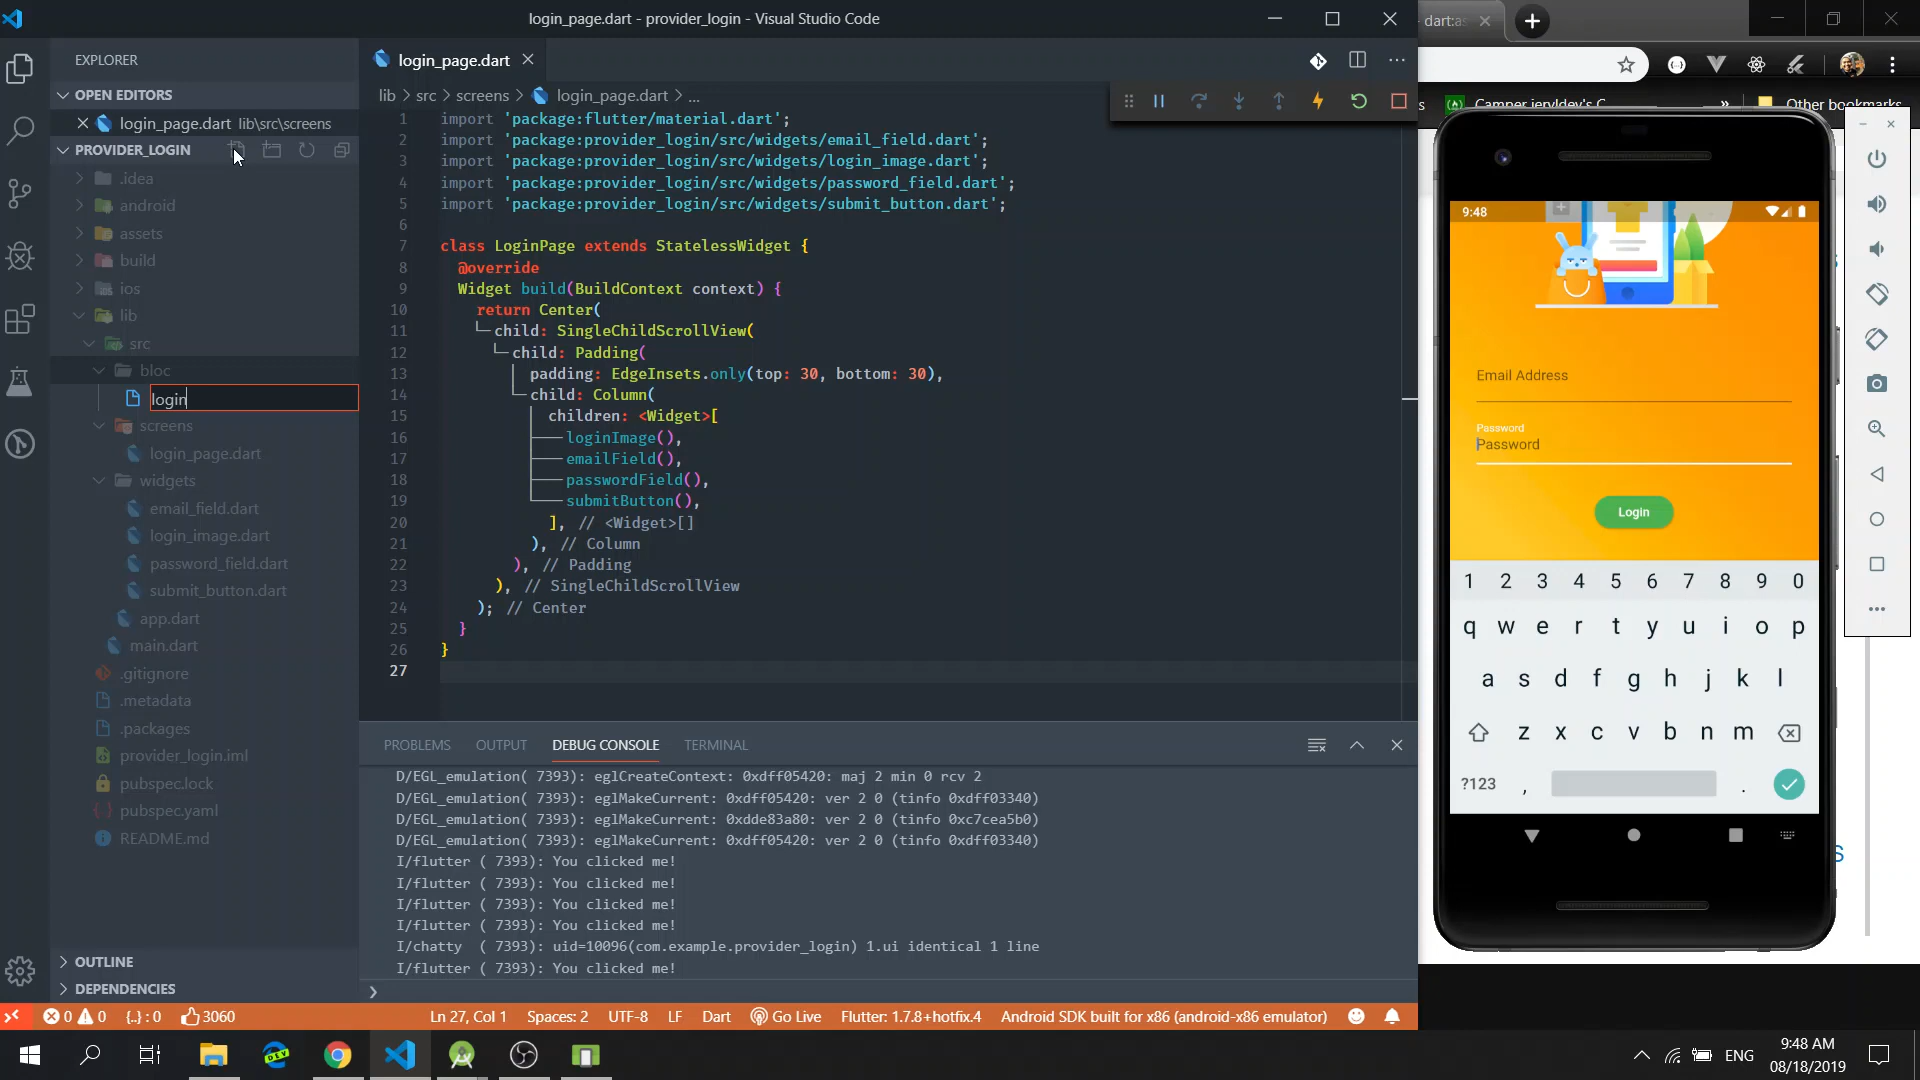 login_page.dart - provider_login - Visual Studio Code
EXPLORER
OPEN EDITORS
login_page.dart lib\src\screens
PROVIDER_LOGIN
.idea
android
assets
build
ios
lib
src
bloc
login
screens
login_page.dart
widgets
email_field.dart
login_image.dart
password_field.dart
submit_button.dart
app.dart
main.dart
.gitignore
.metadata
.packages
provider_login.iml
pubspec.lock
pubspec.yaml
README.md
OUTLINE
DEPENDENCIES
login_page.dart
lib > src > screens > login_page.dart > ...
1 import 'package:flutter/material.dart';
2 import 'package:provider_login/src/widgets/email_field.dart';
3 import 'package:provider_login/src/widgets/login_image.dart';
4 import 'package:provider_login/src/widgets/password_field.dart';
5 import 'package:provider_login/src/widgets/submit_button.dart';
6
7 class LoginPage extends StatelessWidget {
8 @override
9 Widget build(BuildContext context) {
10 return Center(
11 child: SingleChildScrollView(
12 child: Padding(
13 padding: EdgeInsets.only(top: 30, bottom: 30),
14 child: Column(
15 children: <Widget>[
16 loginImage(),
17 emailField(),
18 passwordField(),
19 submitButton(),
20 ], // <Widget>[]
21 ), // Column
22 ), // Padding
23 ), // SingleChildScrollView
24 ); // Center
25 }
26 }
27
PROBLEMS OUTPUT DEBUG CONSOLE TERMINAL
D/EGL_emulation( 7393): eglCreateContext: 0xdff05420: maj 2 min 0 rcv 2
D/EGL_emulation( 7393): eglMakeCurrent: 0xdff05420: ver 2 0 (tinfo 0xdff03340)
D/EGL_emulation( 7393): eglMakeCurrent: 0xdde83a80: ver 2 0 (tinfo 0xc7cea5b0)
D/EGL_emulation( 7393): eglMakeCurrent: 0xdff05420: ver 2 0 (tinfo 0xdff03340)
I/flutter ( 7393): You clicked me!
I/flutter ( 7393): You clicked me!
I/flutter ( 7393): You clicked me!
I/flutter ( 7393): You clicked me!
I/chatty ( 7393): uid=10096(com.example.provider_login) 1.ui identical 1 line
I/flutter ( 7393): You clicked me!
0 0 {..} : 0 3060 Ln 27, Col 1 Spaces: 2 UTF-8 LF Dart Go Live Flutter: 1.7.8+hotfix.4 Android SDK built for x86 (android-x86 emulator)
dart:as
Other bookmarks
9:48
Email Address
Password
Password
Login
1 2 3 4 5 6 7 8 9 0
q w e r t y u i o p
a s d f g h j k l
z x c v b n m
?123 , .
DEV
ENG
9:48 AM
08/18/2019